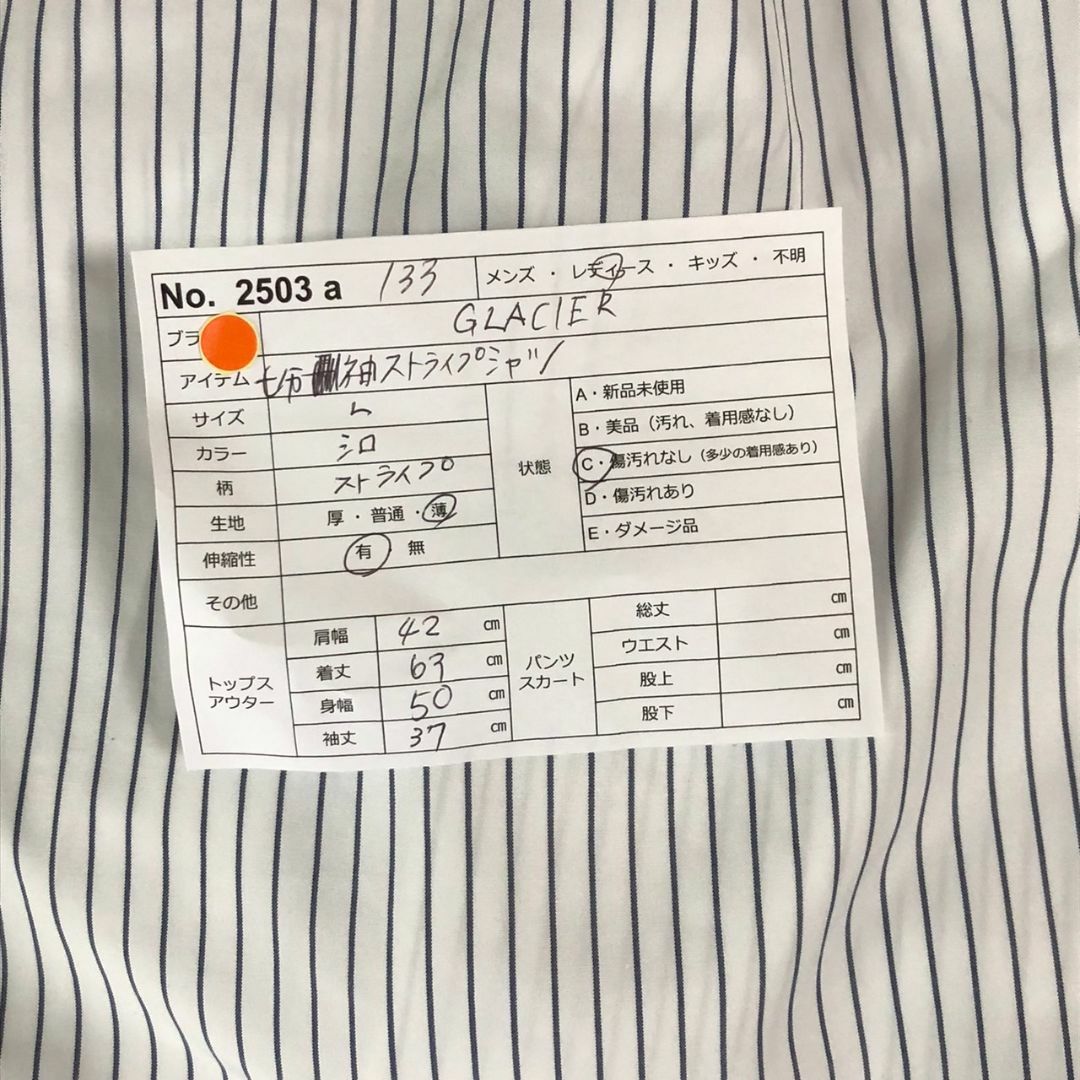 No. 2503 a 133 メンズ ・ レディース ・ キッズ ・ 不明
ブラ GLACIER
アイテム 七分袖ストライプシャツ
サイズ L
カラー シロ
柄 ストライプ
生地 厚 ・ 普通 ・ 薄
伸縮性 有 無
状態
A・新品未使用
B・美品（汚れ、着用感なし）
C・傷汚れなし（多少の着用感あり）
D・傷汚れあり
E・ダメージ品
その他
トップス
アウター
肩幅 42 ㎝
着丈 63 ㎝
身幅 50 ㎝
袖丈 37 ㎝
パンツ
スカート
総丈 ㎝
ウエスト ㎝
股上 ㎝
股下 ㎝